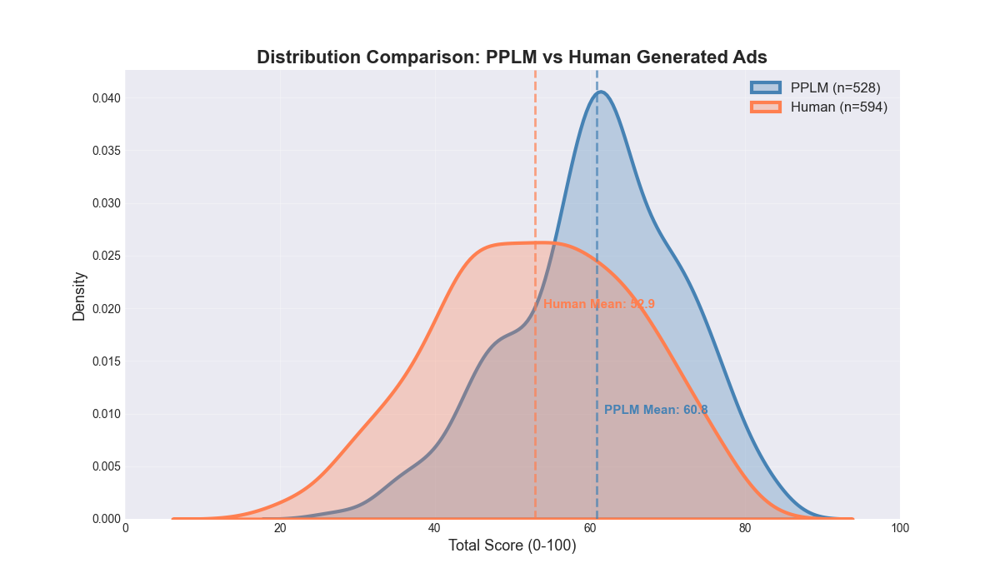 Distribution Comparison: PPLM vs Human Generated Ads
PPLM (n=528)
Human (n=594)
Density
0.040
0.035
0.030
0.025
0.020
0.015
0.010
0.005
0.000
Human Mean: 52.9
PPLM Mean: 60.8
0
20
40
60
80
100
Total Score (0-100)